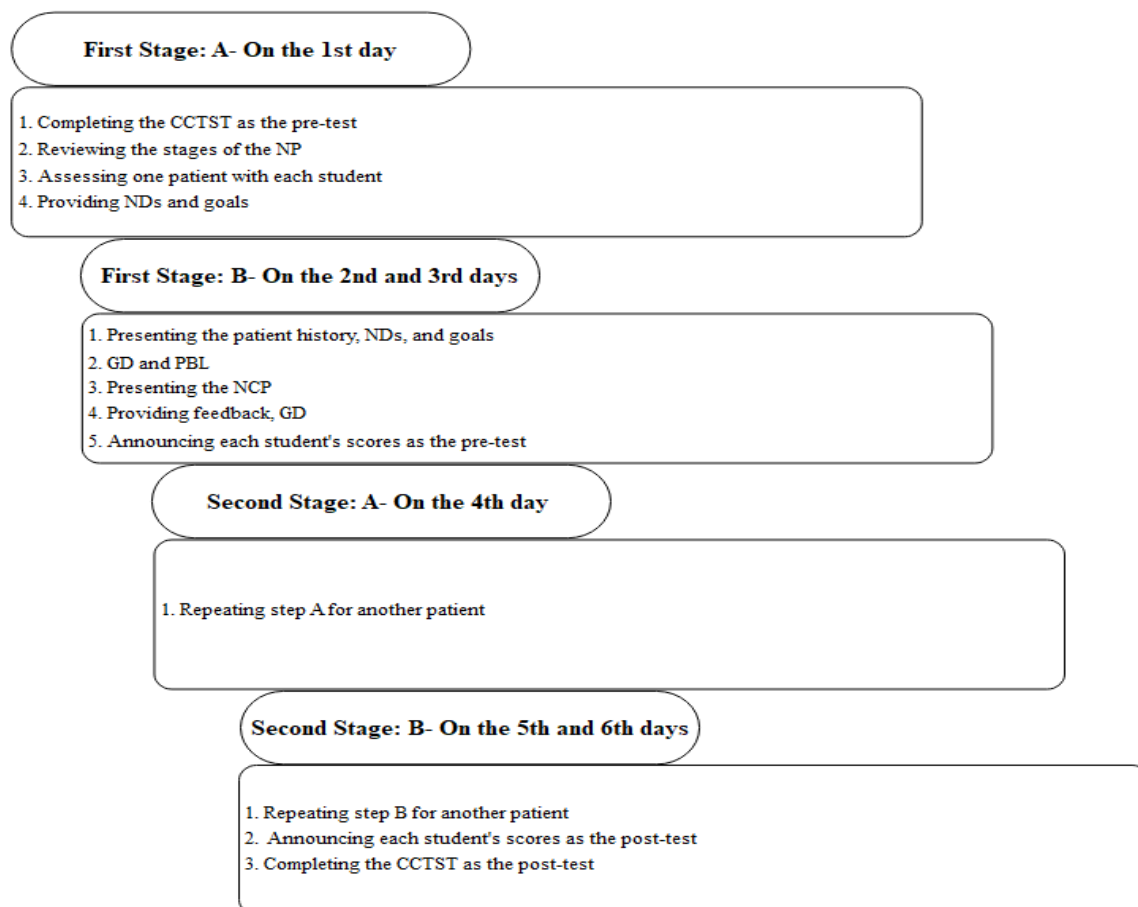 First Stage: A- On the 1st day
1. Completing the CCTST as the pre-test
2. Reviewing the stages of the NP
3. Assessing one patient with each student
4. Providing NDs and goals
First Stage: B- On the 2nd and 3rd days
1. Presenting the patient history, NDs, and goals
2. GD and PBL
3. Presenting the NCP
4. Providing feedback, GD
5. Announcing each student's scores as the pre-test
Second Stage: A- On the 4th day
1. Repeating step A for another patient
Second Stage: B- On the 5th and 6th days
1. Repeating step B for another patient
2. Announcing each student's scores as the post-test
3. Completing the CCTST as the post-test